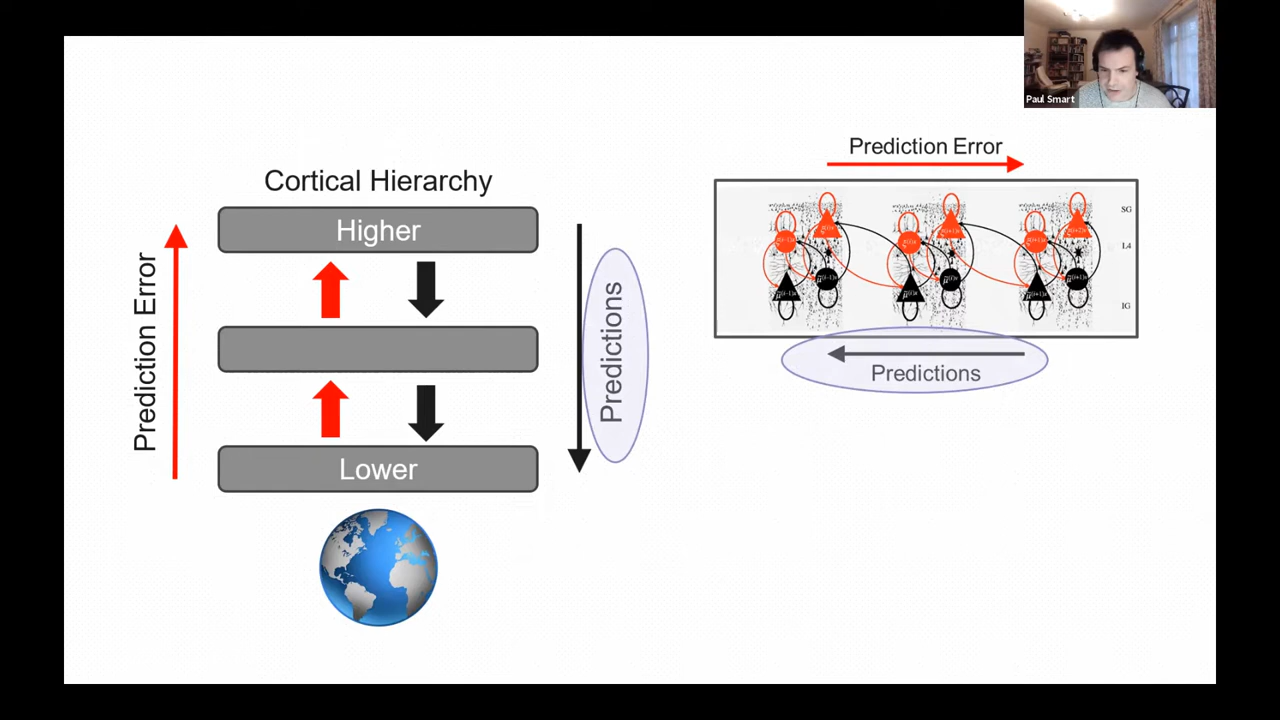 Paul Smart
Prediction Error
Cortical Hierarchy
Higher
Lower
Prediction Error
Predictions
SG
L4
IG
Predictions